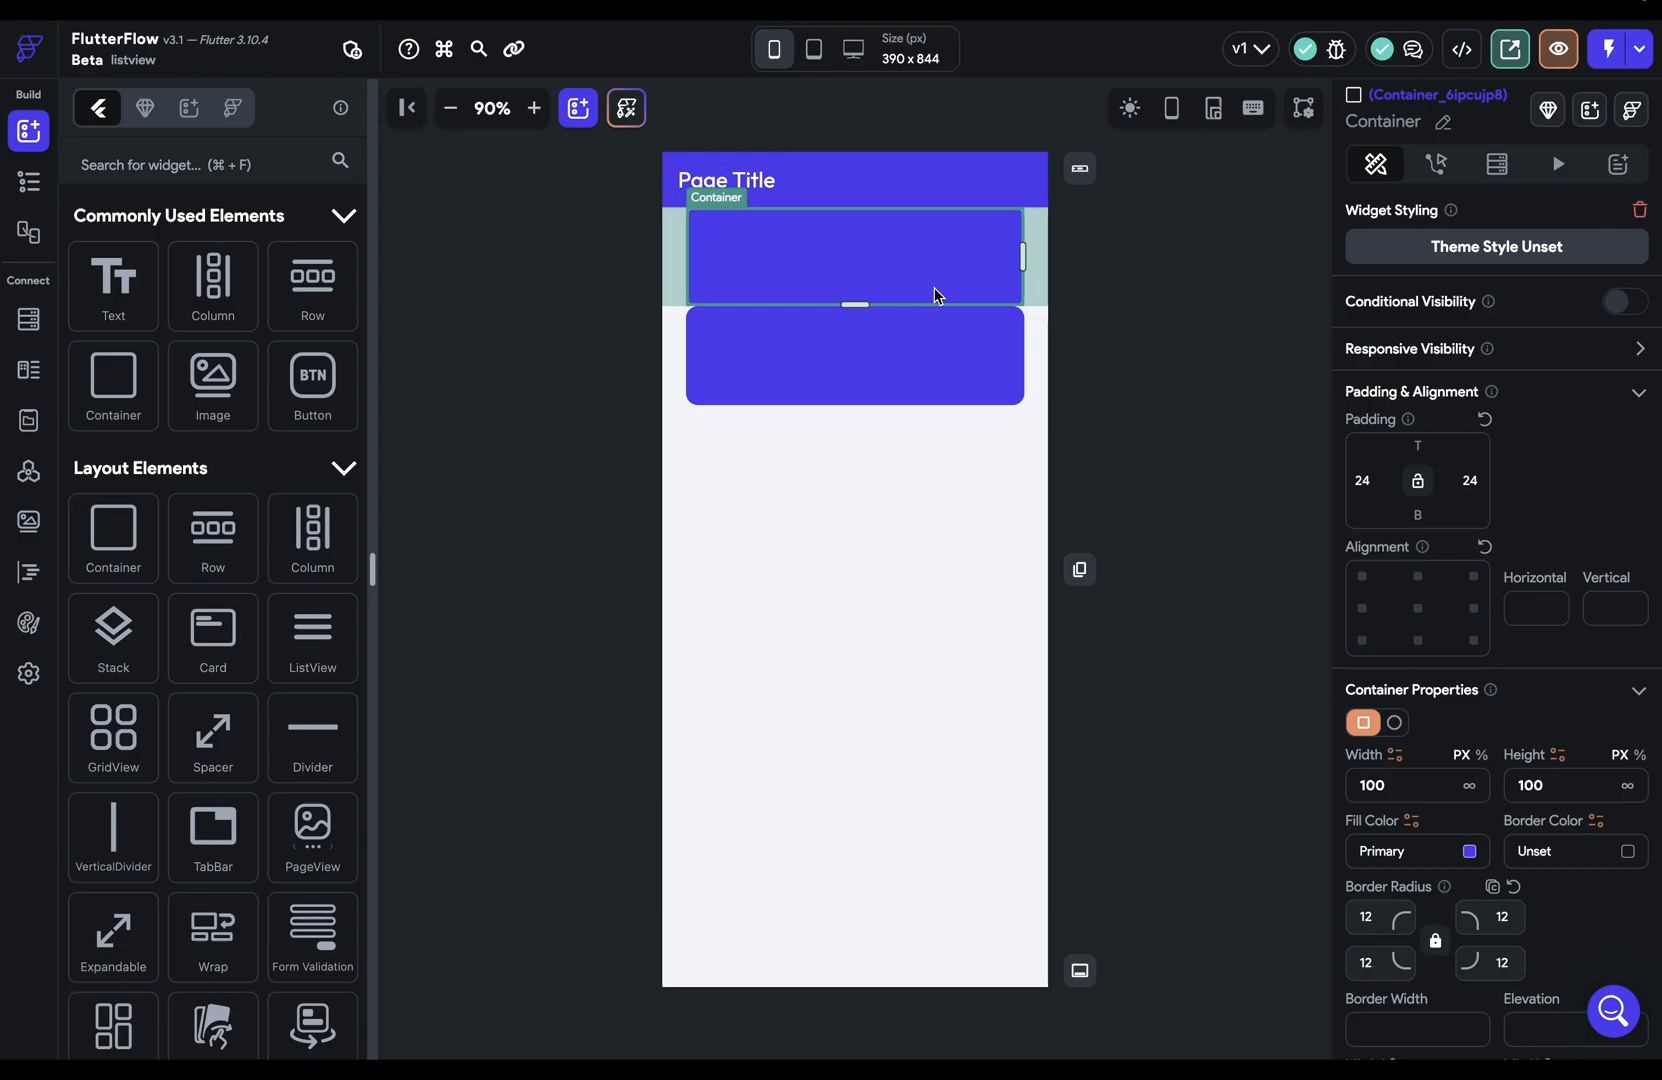 FlutterFlow v3.1 — Flutter 3.10.4
Beta listview
Size (px)
390 x 844
v1
Build
Connect
Search for widget... (⌘ + F)
Commonly Used Elements
Text
Column
Row
Container
Image
BTN
Button
Layout Elements
Container
Row
Column
Stack
Card
ListView
GridView
Spacer
Divider
VerticalDivider
TabBar
PageView
Expandable
Wrap
Form Validation
90%
Page Title
Container
(Container_6ipcujp8)
Container
Widget Styling
Theme Style Unset
Conditional Visibility
Responsive Visibility
Padding & Alignment
Padding
T
24
24
B
Alignment
Horizontal
Vertical
Container Properties
Width PX %
Height PX %
100 ∞
100 ∞
Fill Color
Border Color
Primary
Unset
Border Radius
12
12
12
12
Border Width
Elevation